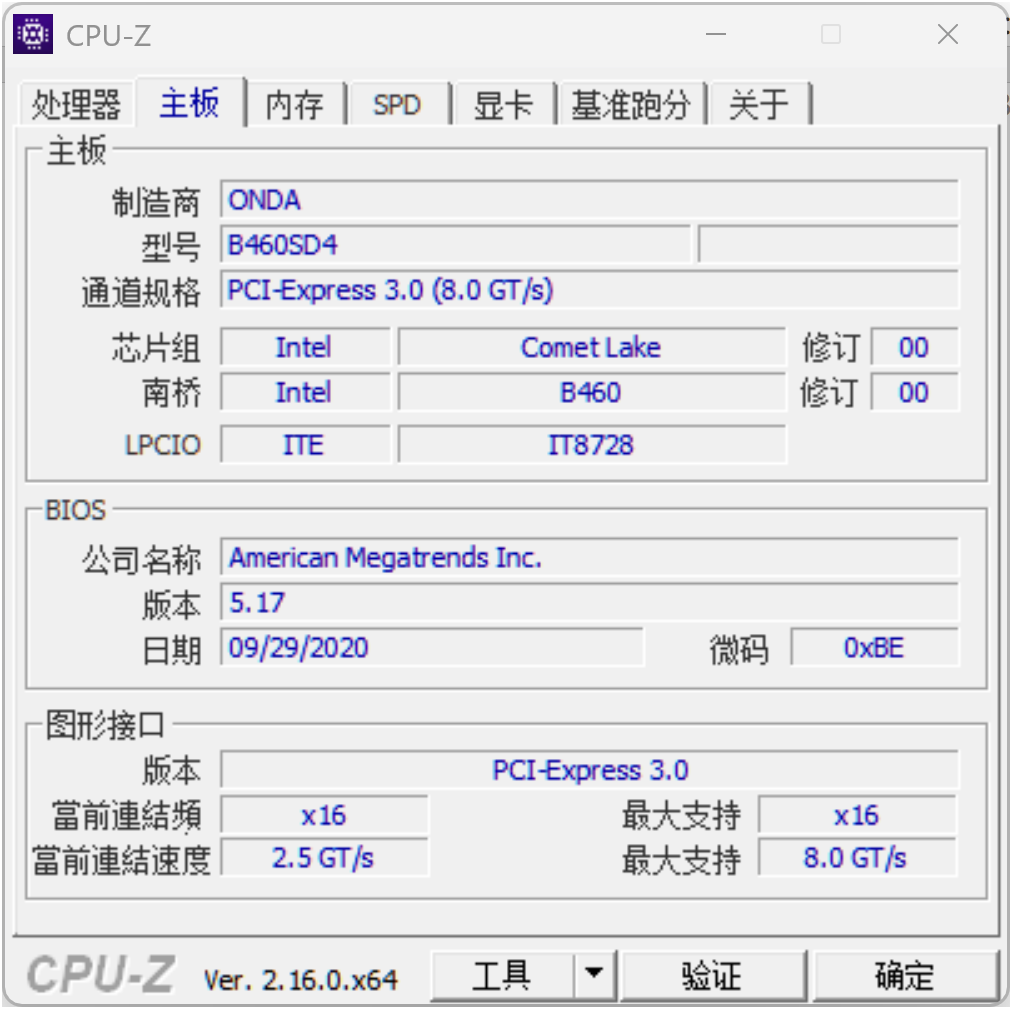 CPU-Z
处理器 主板 内存 SPD 显卡 基准跑分 关于
主板
制造商 ONDA
型号 B460SD4
通道规格 PCI-Express 3.0 (8.0 GT/s)
芯片组 Intel Comet Lake 修订 00
南桥 Intel B460 修订 00
LPCIO ITE IT8728
BIOS
公司名称 American Megatrends Inc.
版本 5.17
日期 09/29/2020 微码 0xBE
图形接口
版本 PCI-Express 3.0
當前連結頻 x16 最大支持 x16
當前連結速度 2.5 GT/s 最大支持 8.0 GT/s
CPU-Z Ver. 2.16.0.x64 工具 验证 确定